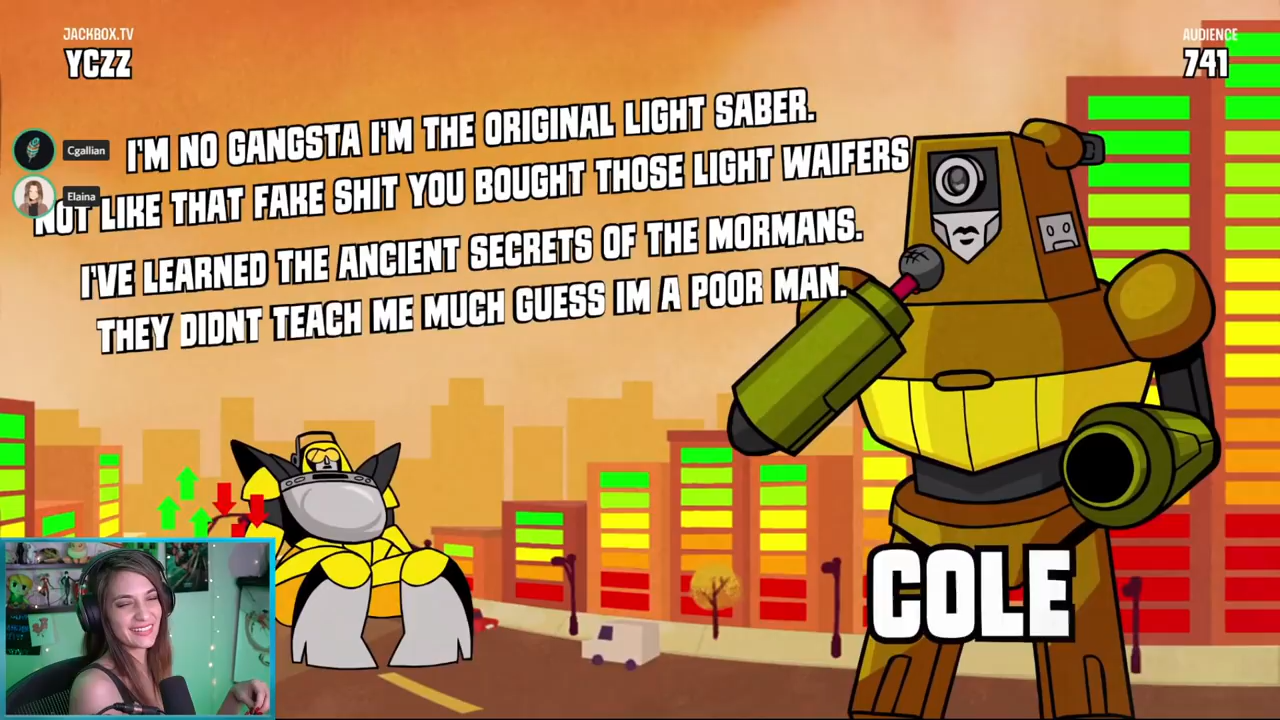 JACKBOX.TV
YCZZ
AUDIENCE
741
Cgallian
Elaina
I'M NO GANGSTA I'M THE ORIGINAL LIGHT SABER.
NOT LIKE THAT FAKE SHIT YOU BOUGHT THOSE LIGHT WAIFERS
I'VE LEARNED THE ANCIENT SECRETS OF THE MORMANS.
THEY DIDNT TEACH ME MUCH GUESS IM A POOR MAN.
COLE